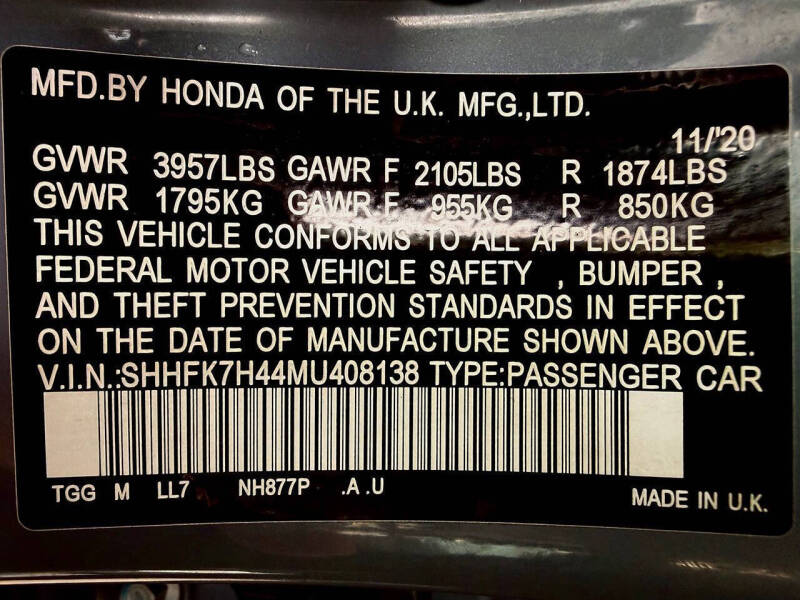 MFD.BY HONDA OF THE U.K. MFG.,LTD.
11/'20
GVWR 3957LBS GAWR F 2105LBS R 1874LBS
GVWR 1795KG GAWR F 955KG R 850KG
THIS VEHICLE CONFORMS TO ALL APPLICABLE
FEDERAL MOTOR VEHICLE SAFETY , BUMPER ,
AND THEFT PREVENTION STANDARDS IN EFFECT
ON THE DATE OF MANUFACTURE SHOWN ABOVE.
V.I.N.:SHHFK7H44MU408138 TYPE:PASSENGER CAR
TGG M LL7 NH877P .A .U
MADE IN U.K.